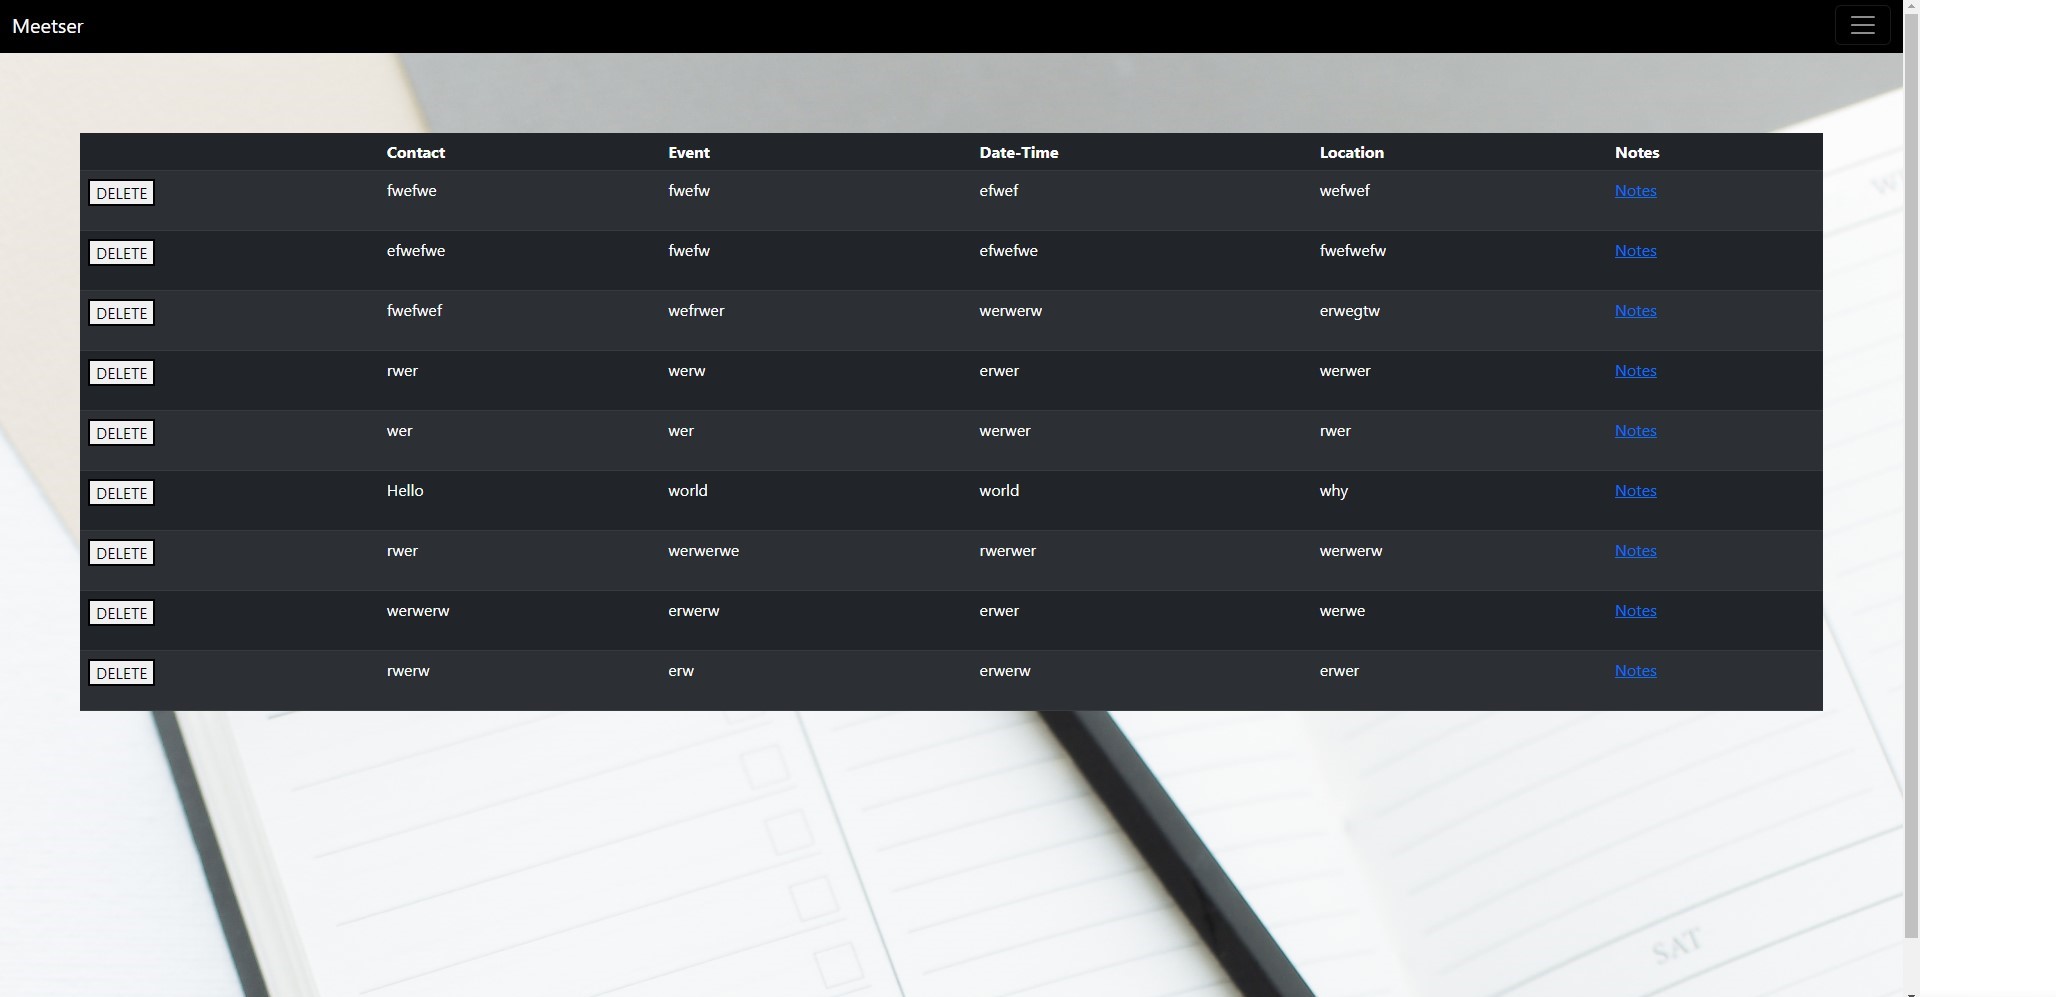 Meetser
Contact Event Date-Time Location Notes
DELETE fwefwe fwefw efwef wefwef Notes
DELETE efwefwe fwefw efwefwe fwefwefw Notes
DELETE fwefwef wefrwer werwerw erwegtw Notes
DELETE rwer werw erwer werwer Notes
DELETE wer wer werwer rwer Notes
DELETE Hello world world why Notes
DELETE rwer werwerwe rwerwer werwerw Notes
DELETE werwerw erwerw erwer werwe Notes
DELETE rwerw erw erwerw erwer Notes
SAT